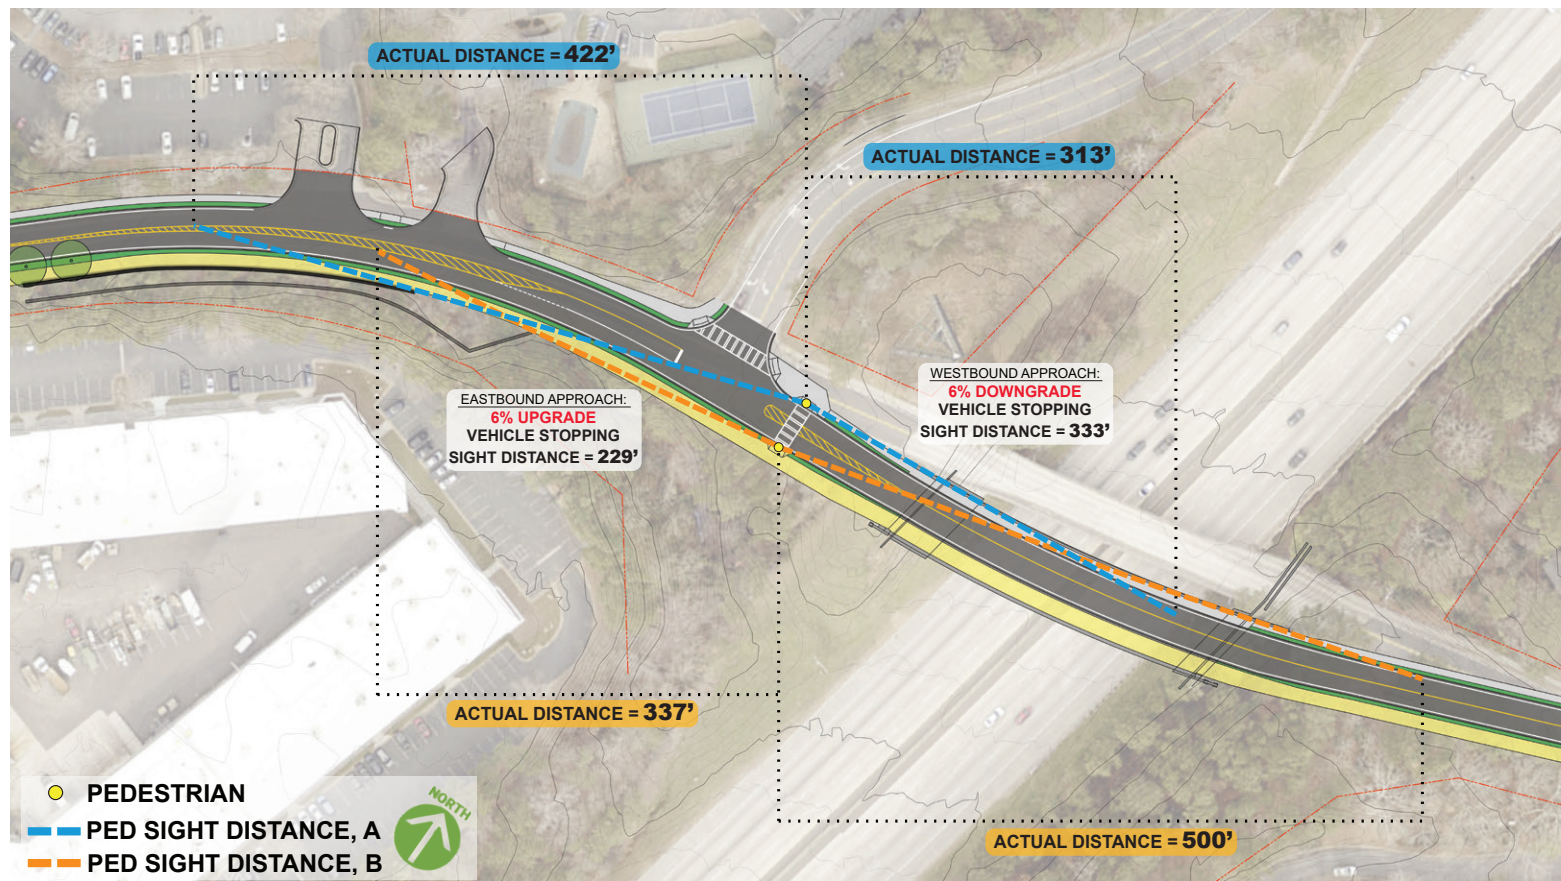 ACTUAL DISTANCE = 422’
ACTUAL DISTANCE = 313’
WESTBOUND APPROACH:
6% DOWNGRADE
VEHICLE STOPPING
SIGHT DISTANCE = 333’
EASTBOUND APPROACH:
6% UPGRADE
VEHICLE STOPPING
SIGHT DISTANCE = 229’
ACTUAL DISTANCE = 337’
ACTUAL DISTANCE = 500’
PEDESTRIAN
PED SIGHT DISTANCE, A
PED SIGHT DISTANCE, B
NORTH